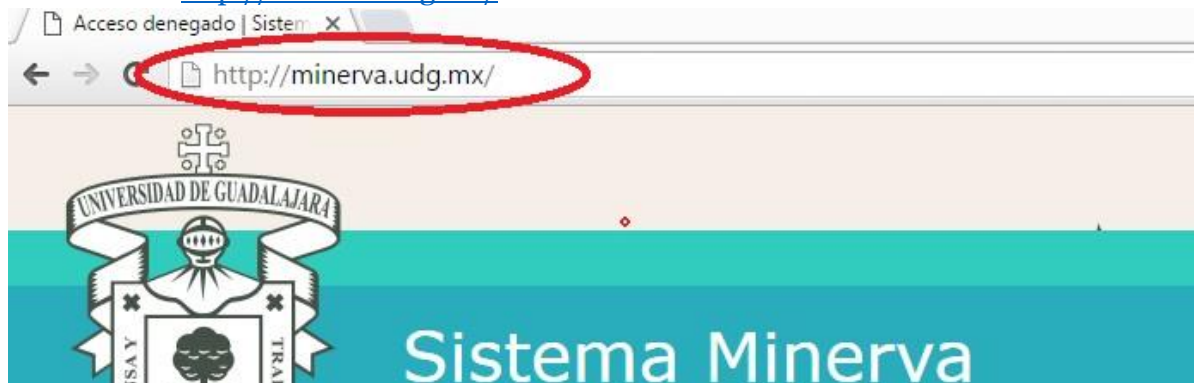 Acceso denegado | Sistem
http://minerva.udg.mx/
UNIVERSIDAD DE GUADALAJARA
Sistema Minerva